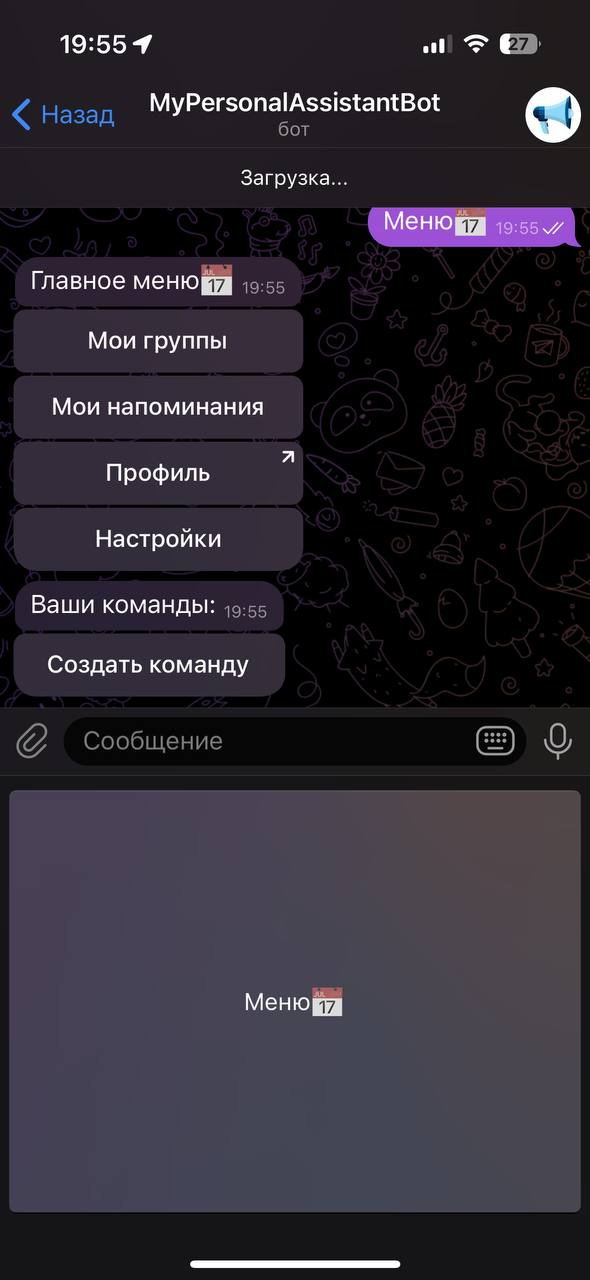 19:55
27
Назад
MyPersonalAssistantBot
бот
Загрузка...
Меню📅 19:55
Главное меню📅 19:55
Мои группы
Мои напоминания
Профиль
Настройки
Ваши команды: 19:55
Создать команду
Сообщение
Меню📅